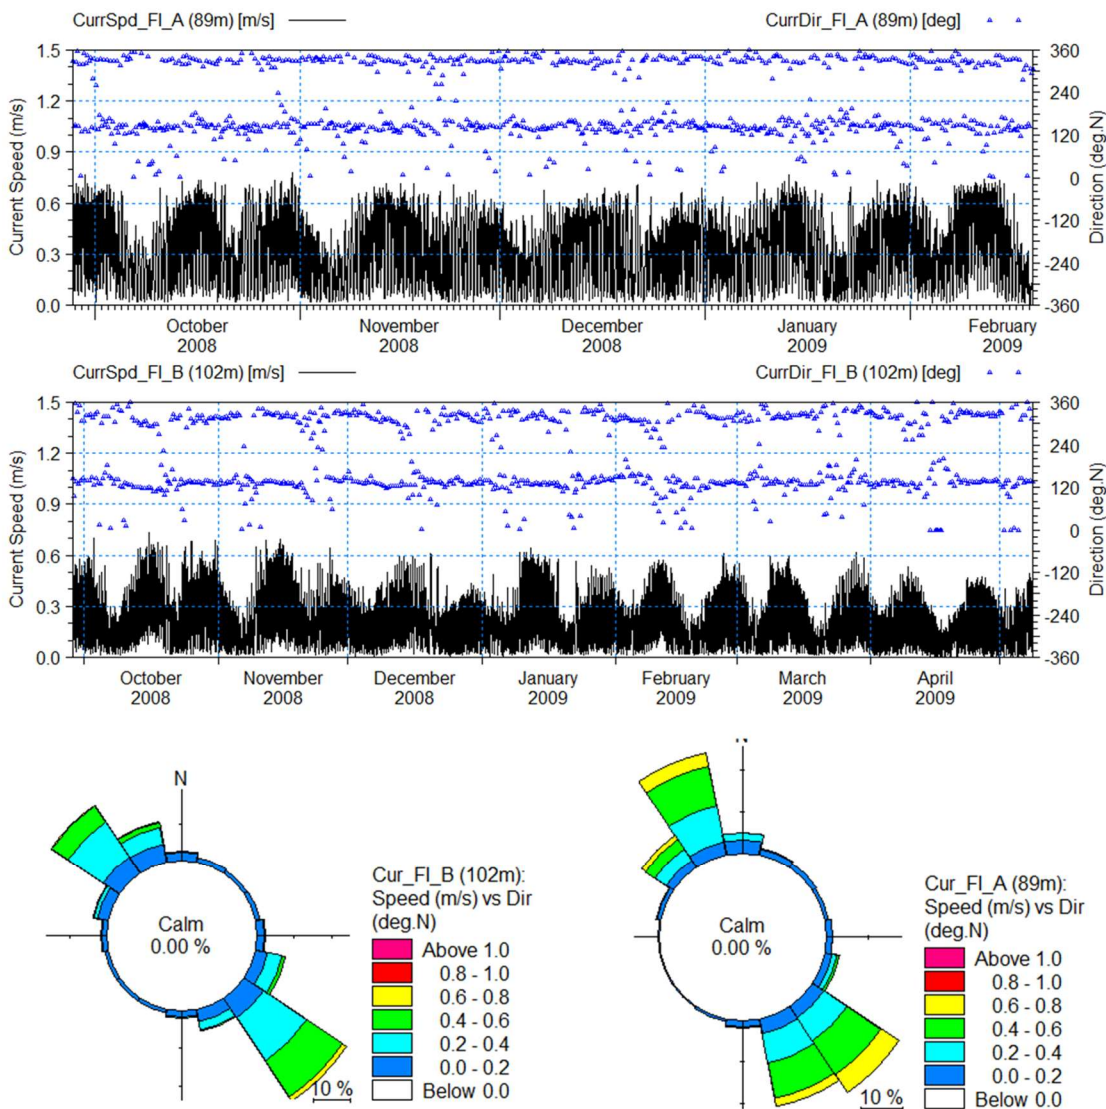 CurrSpd_FI_A (89m) [m/s] CurrDir_FI_A (89m) [deg]
1.5 360
1.2 240
0.9 120
0
0.6 -120
0.3 -240
0.0 -360
Current Speed (m/s)
Direction (deg.N)
October November December January February
2008 2008 2008 2009 2009
CurrSpd_FI_B (102m) [m/s] CurrDir_FI_B (102m) [deg]
1.5 360
1.2 240
0.9 120
0
0.6 -120
0.3 -240
0.0 -360
Current Speed (m/s)
Direction (deg.N)
October November December January February March April
2008 2008 2008 2009 2009 2009 2009
N
Calm
0.00 %
10 %
Cur_FI_B (102m):
Speed (m/s) vs Dir
(deg.N)
Above 1.0
0.8 - 1.0
0.6 - 0.8
0.4 - 0.6
0.2 - 0.4
0.0 - 0.2
Below 0.0
N
Calm
0.00 %
10 %
Cur_FI_A (89m):
Speed (m/s) vs Dir
(deg.N)
Above 1.0
0.8 - 1.0
0.6 - 0.8
0.4 - 0.6
0.2 - 0.4
0.0 - 0.2
Below 0.0